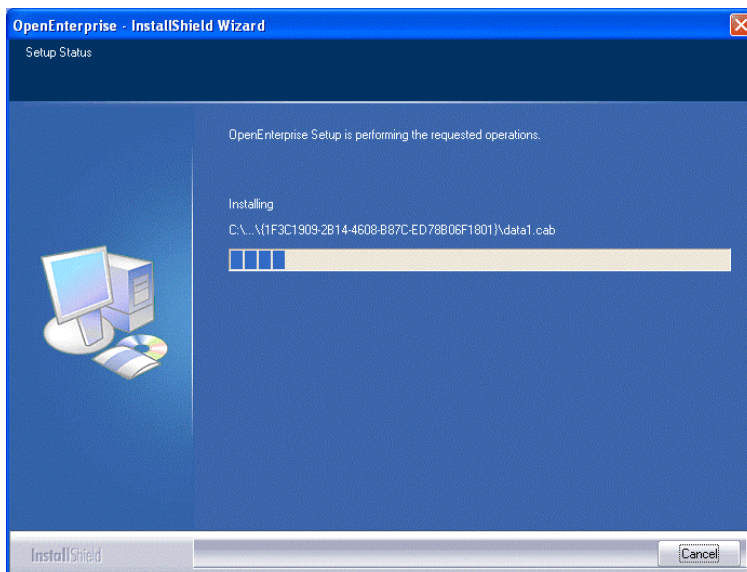 OpenEnterprise - InstallShield Wizard
Setup Status
OpenEnterprise Setup is performing the requested operations.
Installing
C:\...\{1F3C1909-2B14-4608-B87C-ED78B06F1801}\data1.cab
InstallShield
Cancel